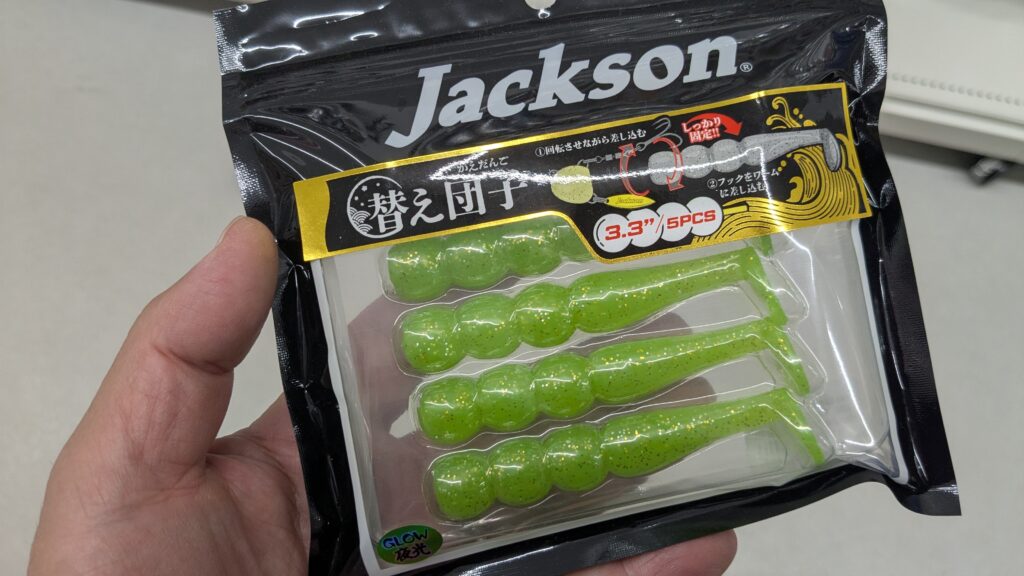 Jackson®
かえだんご
替え団子
①回転させながら差し込む
しっかり
固定!!
②フックをワーム
に差し込む
3.3"/5PCS
GLOW
夜光